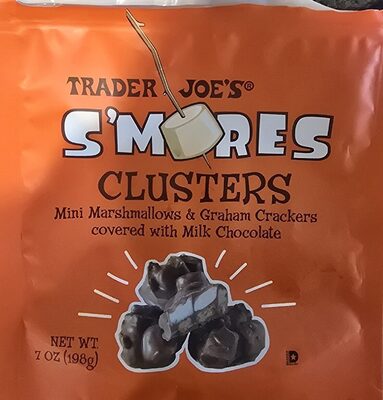 TRADER JOE'S®
S'MORES
CLUSTERS
Mini Marshmallows & Graham Crackers
covered with Milk Chocolate
NET WT.
7 OZ (198g)
D